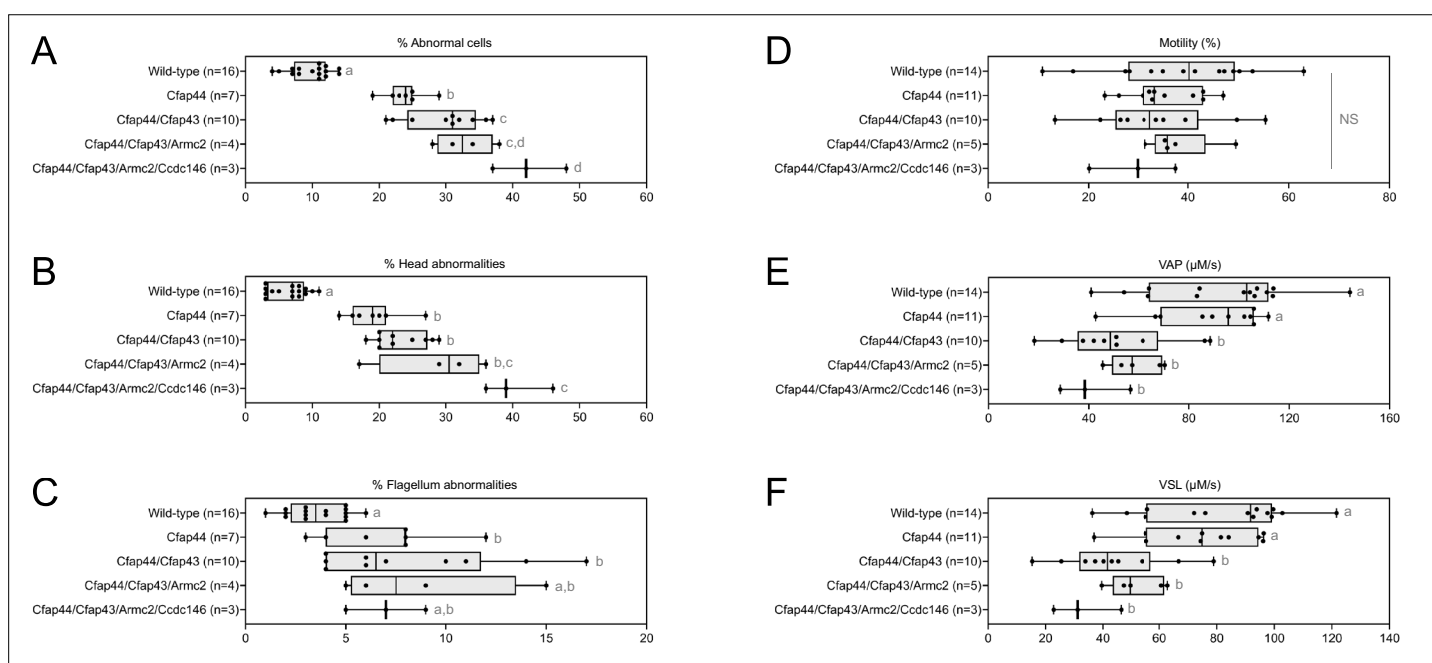 A
% Abnormal cells
Wild-type (n=16)
a
Cfap44 (n=7)
b
Cfap44/Cfap43 (n=10)
c
Cfap44/Cfap43/Armc2 (n=4)
c,d
Cfap44/Cfap43/Armc2/Ccdc146 (n=3)
d
0 10 20 30 40 50 60
B
% Head abnormalities
Wild-type (n=16)
a
Cfap44 (n=7)
b
Cfap44/Cfap43 (n=10)
b
Cfap44/Cfap43/Armc2 (n=4)
b,c
Cfap44/Cfap43/Armc2/Ccdc146 (n=3)
c
0 10 20 30 40 50 60
C
% Flagellum abnormalities
Wild-type (n=16)
a
Cfap44 (n=7)
b
Cfap44/Cfap43 (n=10)
b
Cfap44/Cfap43/Armc2 (n=4)
a,b
Cfap44/Cfap43/Armc2/Ccdc146 (n=3)
a,b
0 5 10 15 20
D
Motility (%)
Wild-type (n=14)
Cfap44 (n=11)
Cfap44/Cfap43 (n=10)
NS
Cfap44/Cfap43/Armc2 (n=5)
Cfap44/Cfap43/Armc2/Ccdc146 (n=3)
0 20 40 60 80
E
VAP (µM/s)
Wild-type (n=14)
a
Cfap44 (n=11)
a
Cfap44/Cfap43 (n=10)
b
Cfap44/Cfap43/Armc2 (n=5)
b
Cfap44/Cfap43/Armc2/Ccdc146 (n=3)
b
0 40 80 120 160
F
VSL (µM/s)
Wild-type (n=14)
a
Cfap44 (n=11)
a
Cfap44/Cfap43 (n=10)
b
Cfap44/Cfap43/Armc2 (n=5)
b
Cfap44/Cfap43/Armc2/Ccdc146 (n=3)
b
0 20 40 60 80 100 120 140